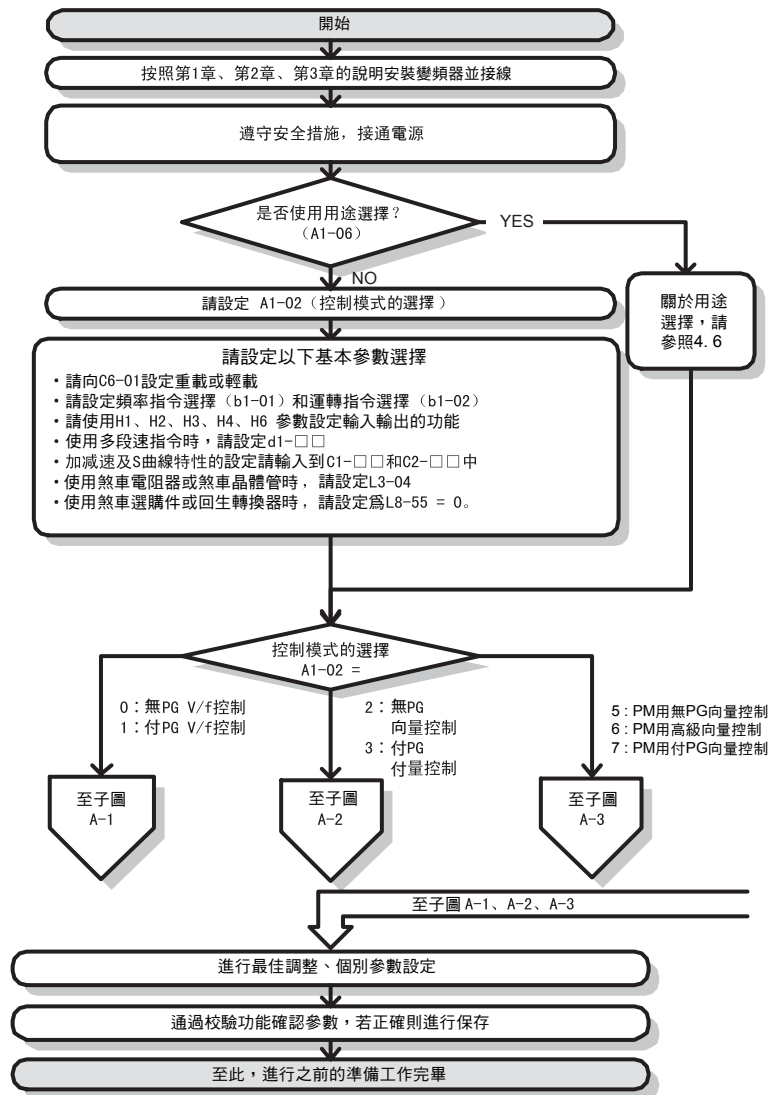 開始
按照第1章、第2章、第3章的說明安裝變頻器並接線
遵守安全措施，接通電源
是否使用用途選擇？
（A1-06）
YES
NO
請設定 A1-02（控制模式的選擇）
關於用途
選擇，請
參照4.6
請設定以下基本參數選擇
・請向C6-01設定重載或輕載
・請設定頻率指令選擇（b1-01）和運轉指令選擇（b1-02）
・請使用H1、H2、H3、H4、H6 參數設定輸入輸出的功能
・使用多段速指令時，請設定d1-□□
・加減速及S曲線特性的設定請輸入到C1-□□和C2-□□中
・使用煞車電阻器或煞車晶體管時，請設定L3-04
・使用煞車選購件或回生轉換器時，請設定爲L8-55 = 0。
控制模式的選擇
A1-02 =
0：無PG V/f控制
1：付PG V/f控制
2：無PG
向量控制
3：付PG
付量控制
5：PM用無PG向量控制
6：PM用高級向量控制
7：PM用付PG向量控制
至子圖
A-1
至子圖
A-2
至子圖
A-3
至子圖 A-1、A-2、A-3
進行最佳調整、個別參數設定
通過校驗功能確認參數，若正確則進行保存
至此，進行之前的準備工作完畢